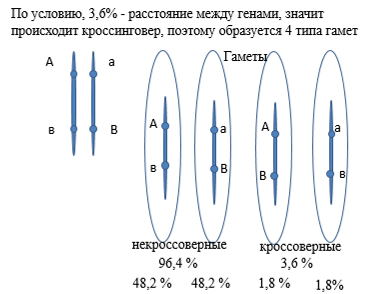 По условию, 3,6% - расстояние между генами, значит
происходит кроссинговер, поэтому образуется 4 типа гамет
Гаметы
А а
в В
А а А а
в В В в
некроссоверные кроссоверные
96,4 % 3,6 %
48,2 % 48,2 % 1,8 % 1,8%